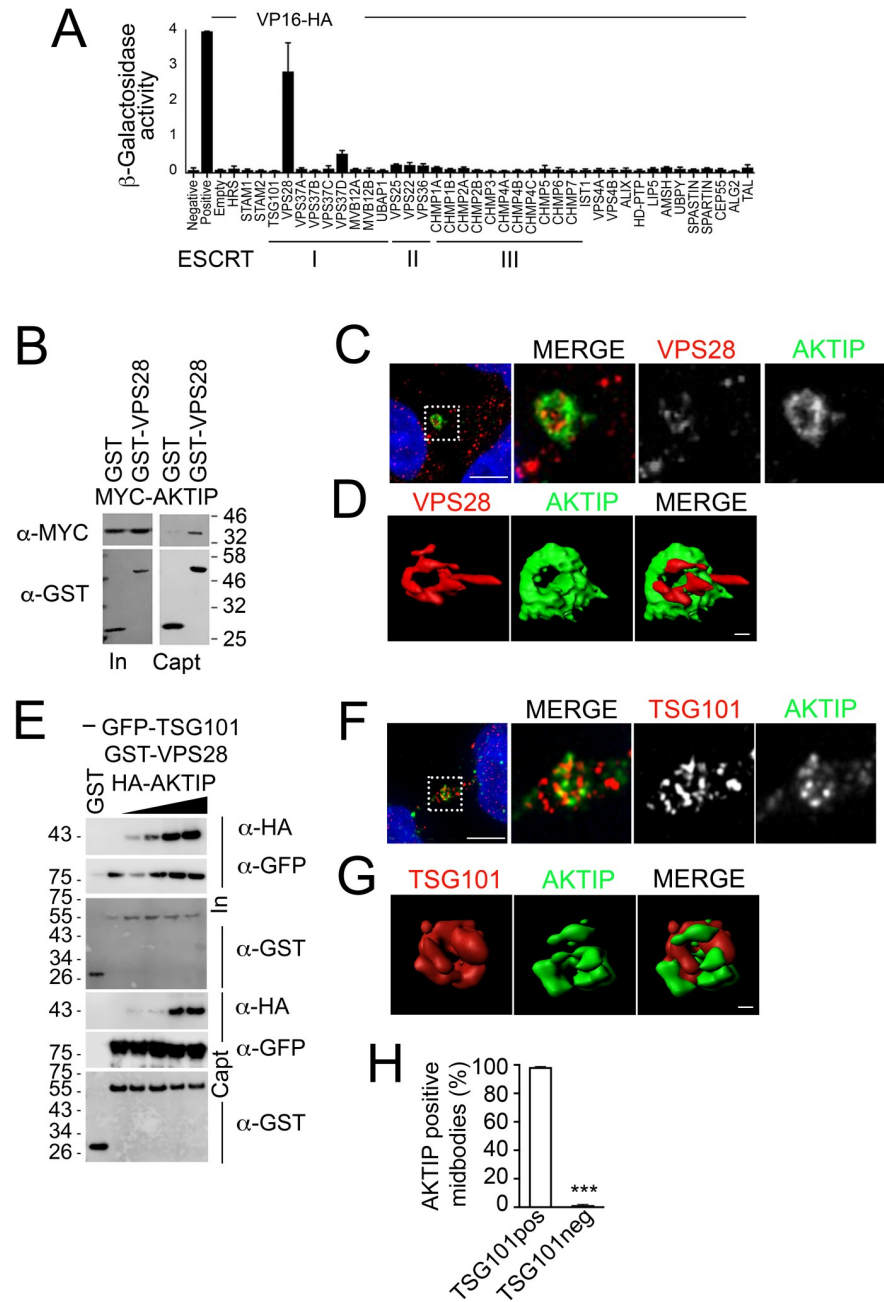 A
VP16-HA
β-Galactosidase
activity
4
3
2
1
0
Negative
Positive
Empty
HRS
STAM1
STAM2
TSG101
VPS28
VPS37A
VPS37B
VPS37C
VPS37D
MVB12A
MVB12B
UBAP1
VPS25
VPS22
VPS36
CHMP1A
CHMP1B
CHMP2A
CHMP2B
CHMP3
CHMP4A
CHMP4B
CHMP4C
CHMP5
CHMP6
CHMP7
IST1
VPS4A
VPS4B
ALIX
HD-PTP
LIP5
AMSH
UBPY
SPASTIN
SPARTIN
CEP55
ALG2
TAL
ESCRT I II III
B
GST
GST-VPS28
GST
GST-VPS28
MYC-AKTIP
α-MYC
α-GST
46
32
58
46
32
25
In Capt
C
MERGE VPS28 AKTIP
D
VPS28 AKTIP MERGE
E
– GFP-TSG101
GST-VPS28
HA-AKTIP
GST
43 - α-HA
75 - α-GFP
75 -
55 -
43 -
34 -
26 -
α-GST
In
43 - α-HA
75 - α-GFP
75 -
55 -
43 -
34 -
26 -
α-GST
Capt
F
MERGE TSG101 AKTIP
G
TSG101 AKTIP MERGE
H
AKTIP positive
midbodies (%)
100
80
60
40
20
0
***
TSG101pos
TSG101neg